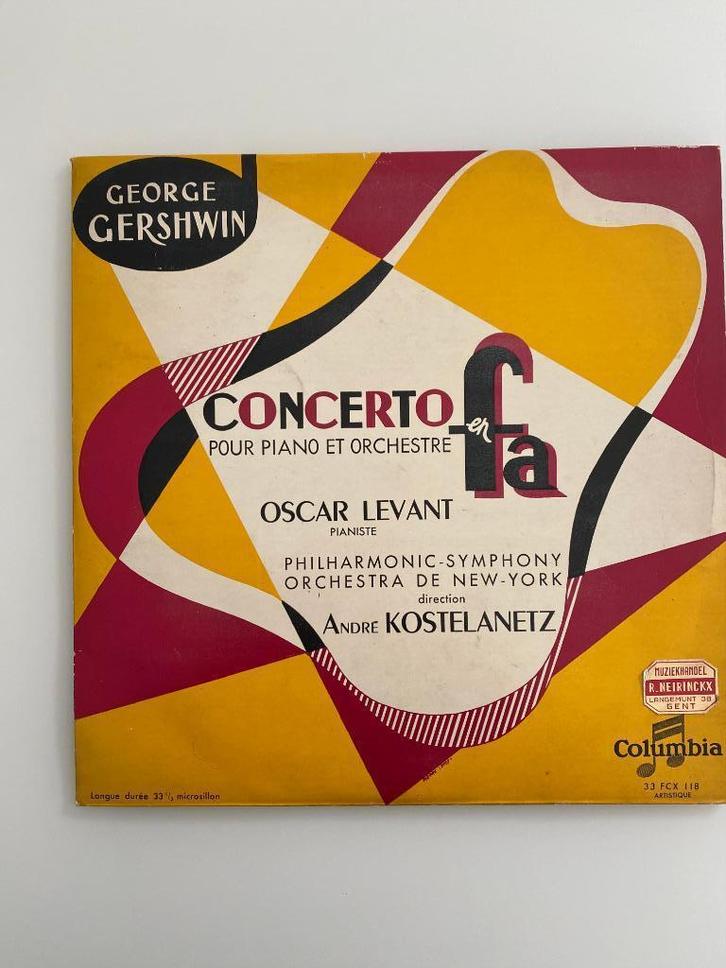 GEORGE
GERSHWIN
CONCERTO en fa
POUR PIANO ET ORCHESTRE
OSCAR LEVANT
PIANISTE
PHILHARMONIC-SYMPHONY
ORCHESTRA DE NEW-YORK
direction
ANDRE KOSTELANETZ
MUZIEKHANDEL
R. NEIRINCKX
LANGEMUNT 38
GENT
Columbia
33 FCX 118
ARTISTIQUE
Longue durée 33 1/3 microsillon